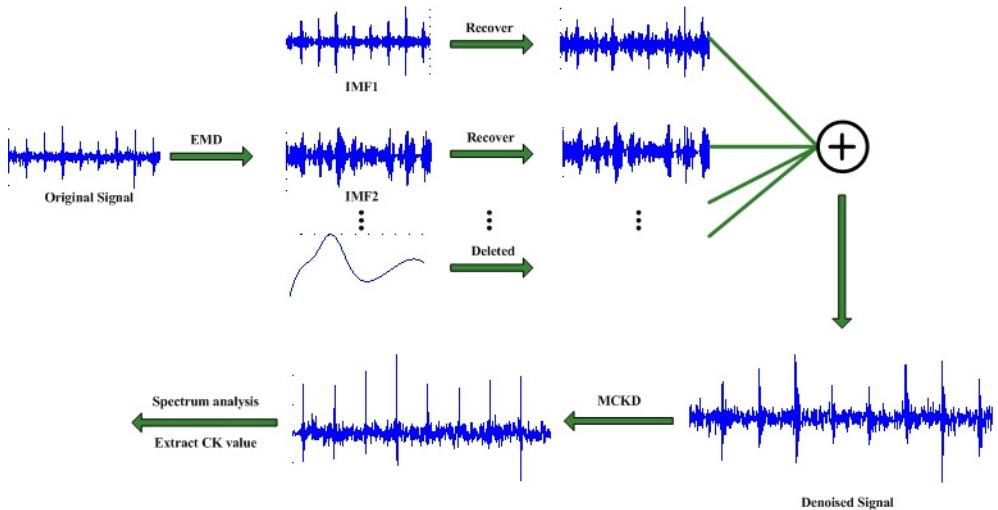 Recover
IMF1
EMD
Recover
Original Signal
IMF2
Deleted
Spectrum analysis
Extract CK value
MCKD
Denoised Signal